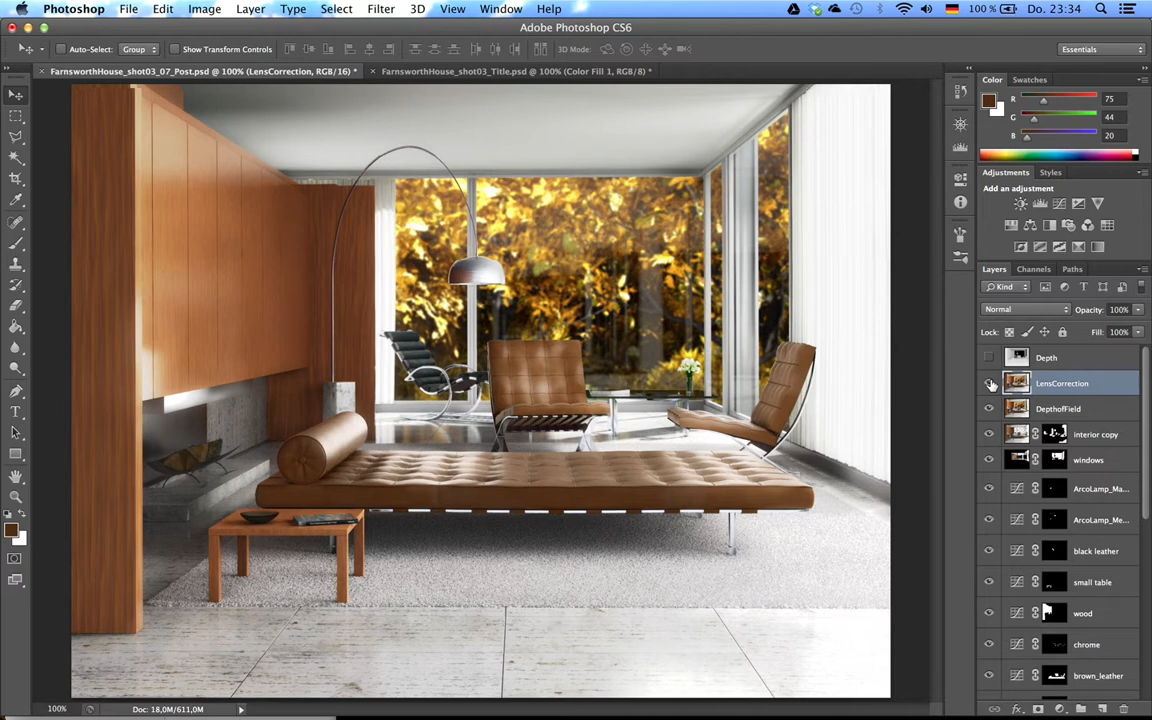 Photoshop File Edit Image Layer Type Select Filter 3D View Window Help 100 % Do. 23:34
Adobe Photoshop CS6
Auto-Select: Group Show Transform Controls 3D Mode: Essentials
FarnsworthHouse_shot03_07_Post.psd @ 100% (LensCorrection, RGB/16) * FarnsworthHouse_shot03_Title.psd @ 100% (Color Fill 1, RGB/8) *
Color Swatches
R 75
G 44
B 20
Adjustments Styles
Add an adjustment
Layers Channels Paths
Kind
Normal Opacity: 100%
Lock: Fill: 100%
Depth
LensCorrection
DepthofField
interior copy
windows
ArcoLamp_Ma...
ArcoLamp_Me...
black leather
small table
wood
chrome
brown_leather
100% Doc: 18,0M/611,0M